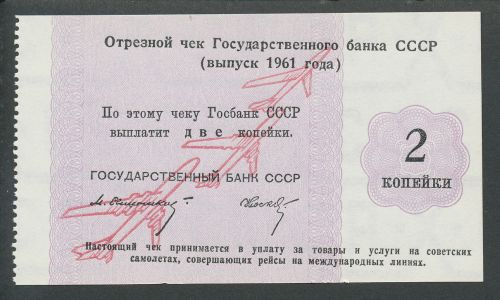 Отрезной чек Государственного банка СССР
(выпуск 1961 года)
По этому чеку Госбанк СССР
выплатит две копейки.
ГОСУДАРСТВЕННЫЙ БАНК СССР
2
КОПЕЙКИ
Настоящий чек принимается в уплату за товары и услуги на советских
самолетах, совершающих рейсы на международных линиях.